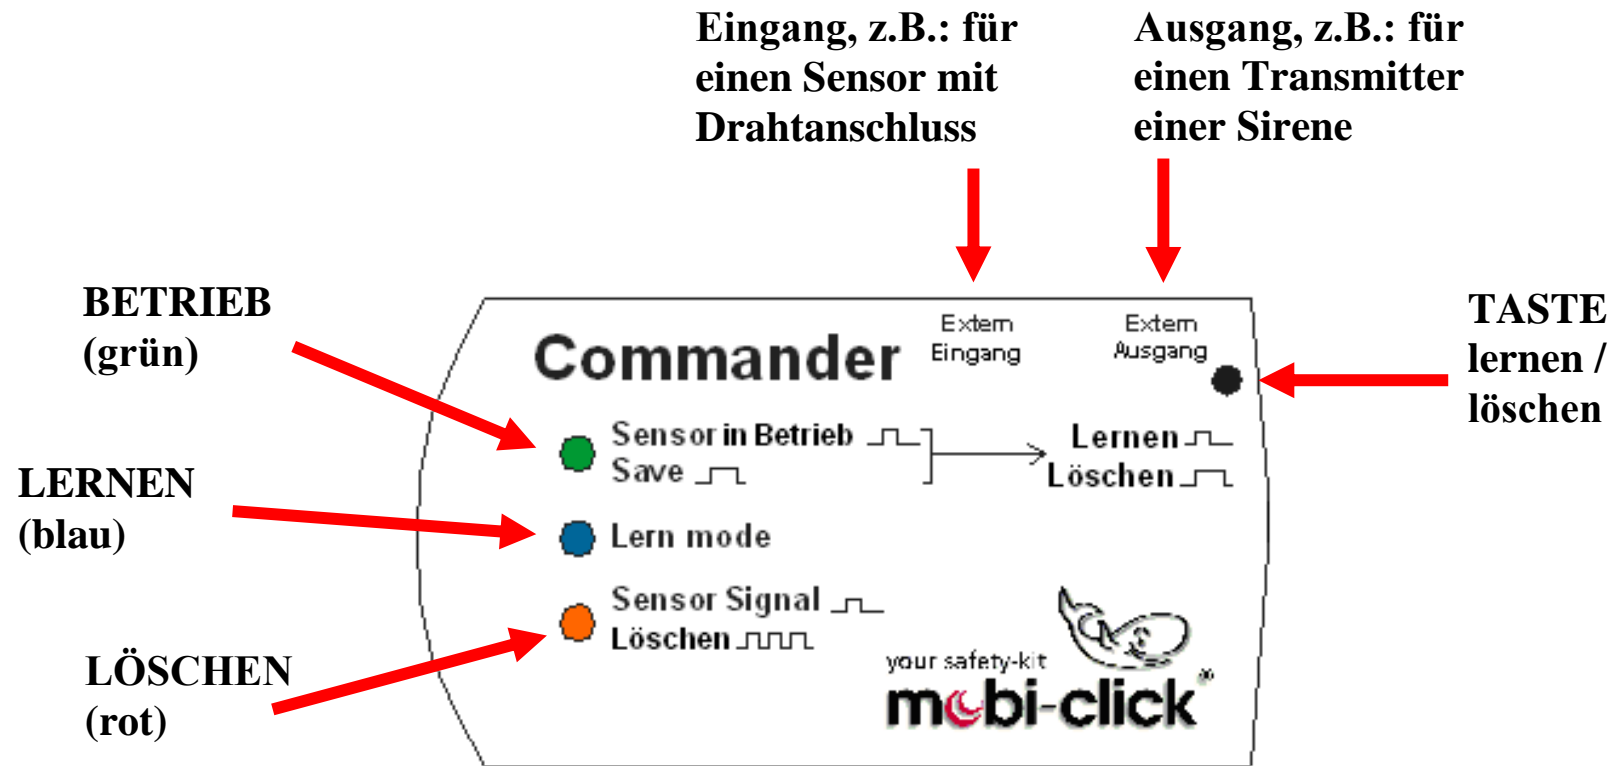 Eingang, z.B.: für
einen Sensor mit
Drahtanschluss
Ausgang, z.B.: für
einen Transmitter
einer Sirene
BETRIEB
(grün)
LERNEN
(blau)
LÖSCHEN
(rot)
TASTE
lernen /
löschen
Commander
Extern
Eingang
Extern
Ausgang
Sensor in Betrieb
Save
Lernen
Löschen
Lern mode
Sensor Signal
Löschen
your safety-kit
mobi-click®